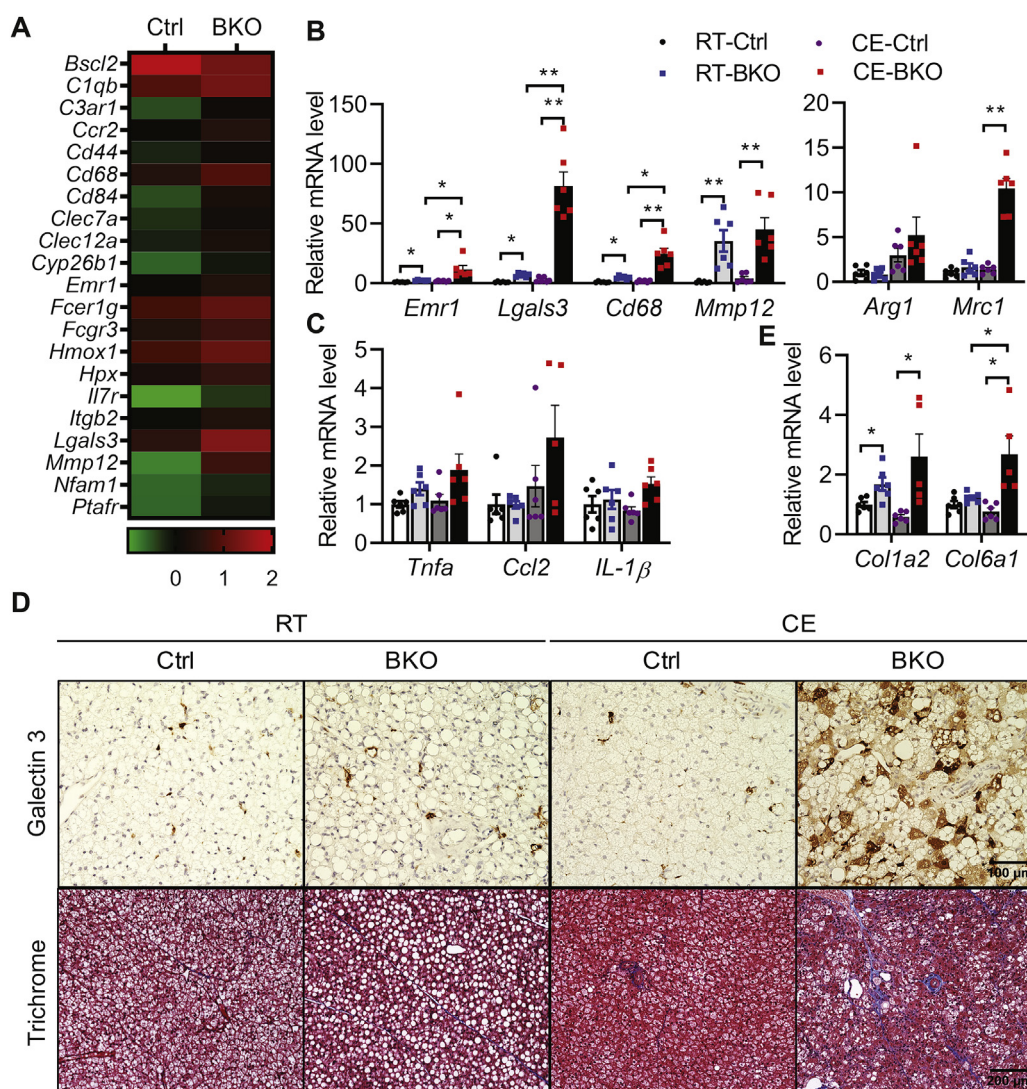 A
Ctrl BKO
Bscl2
C1qb
C3ar1
Ccr2
Cd44
Cd68
Cd84
Clec7a
Clec12a
Cyp26b1
Emr1
Fcer1g
Fcgr3
Hmox1
Hpx
Il7r
Itgb2
Lgals3
Mmp12
Nfam1
Ptafr
0 1 2
B
RT-Ctrl CE-Ctrl
RT-BKO CE-BKO
Relative mRNA level
150
100
50
0
* * *
* ** **
* * **
** **
Emr1 Lgals3 Cd68 Mmp12
20
15
10
5
0
**
Arg1 Mrc1
C
Relative mRNA level
5
4
3
2
1
0
Tnfa Ccl2 IL-1β
E
Relative mRNA level
6
4
2
0
* *
* *
Col1a2 Col6a1
D
RT CE
Ctrl BKO Ctrl BKO
Galectin 3
100 µm
Trichrome